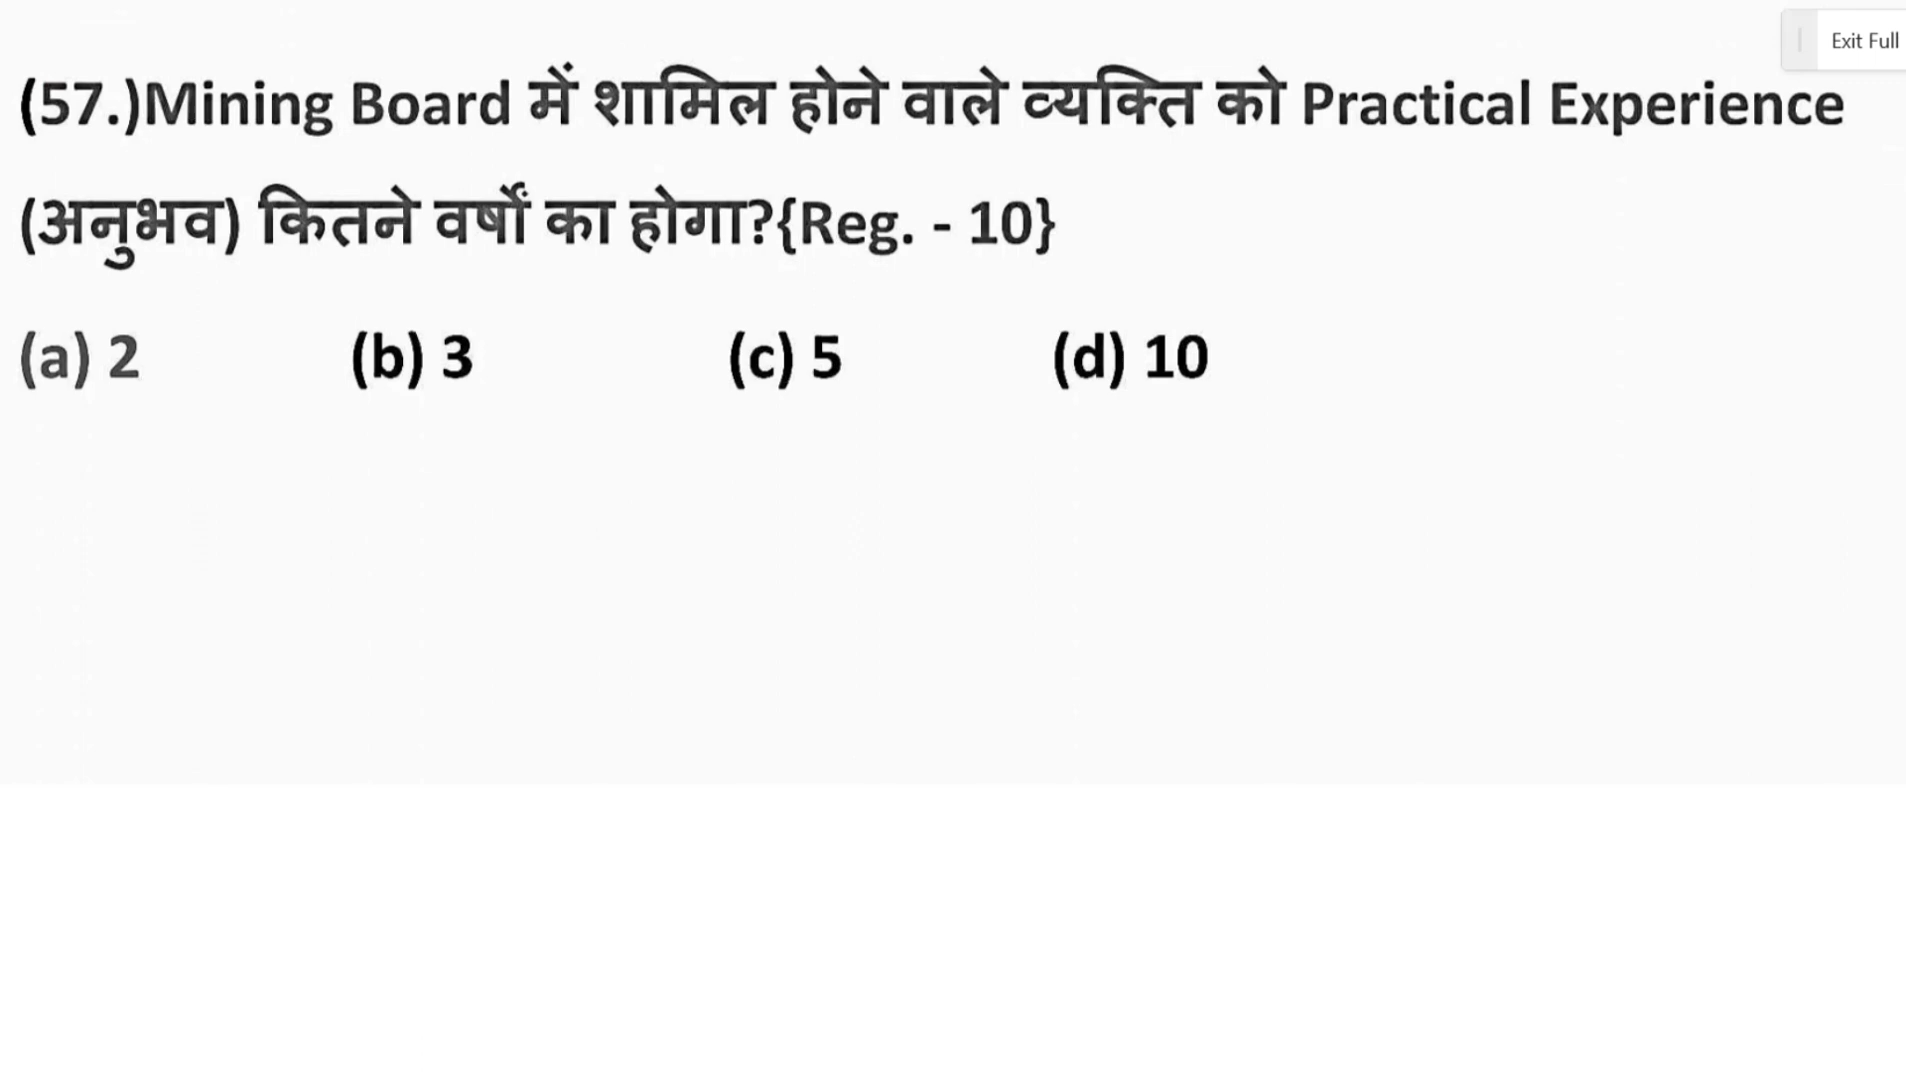 Exit Full
(57.)Mining Board में शामिल होने वाले व्यक्ति को Practical Experience
(अनुभव) कितने वर्षों का होगा?{Reg. - 10}
(a) 2 (b) 3 (c) 5 (d) 10